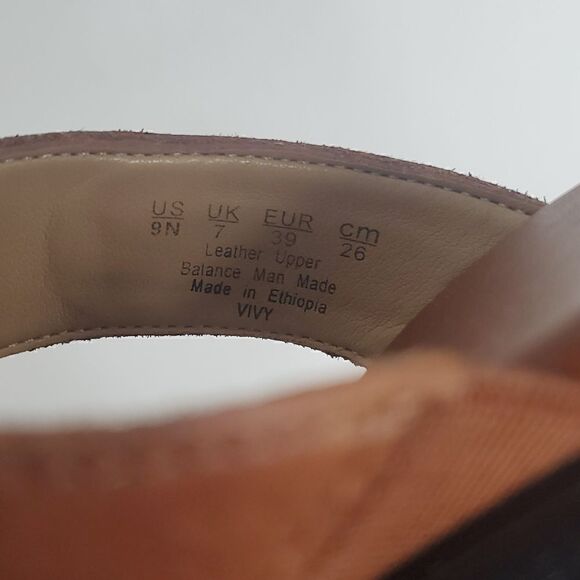 US UK EUR cm
9N 7 39 26
Leather Upper
Balance Man Made
Made in Ethiopia
VIVY